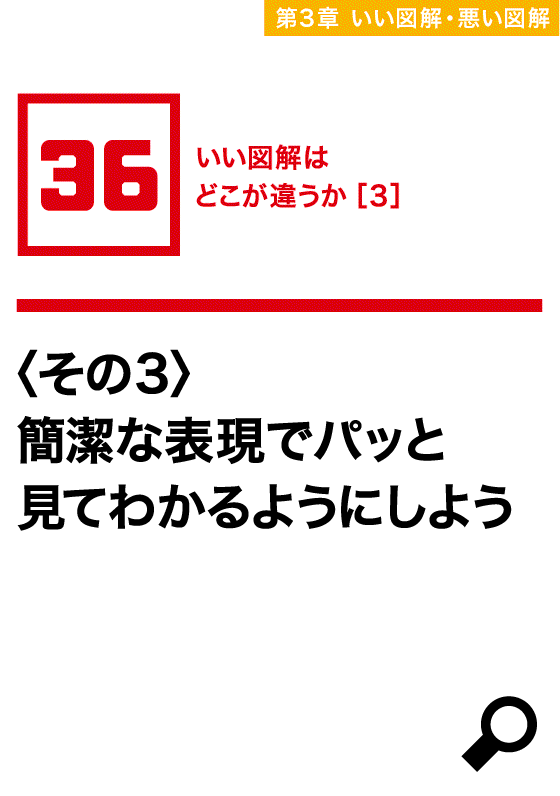 第3章 いい図解・悪い図解
36
いい図解は
どこが違うか[3]
〈その3〉
簡潔な表現でパッと
見てわかるようにしよう